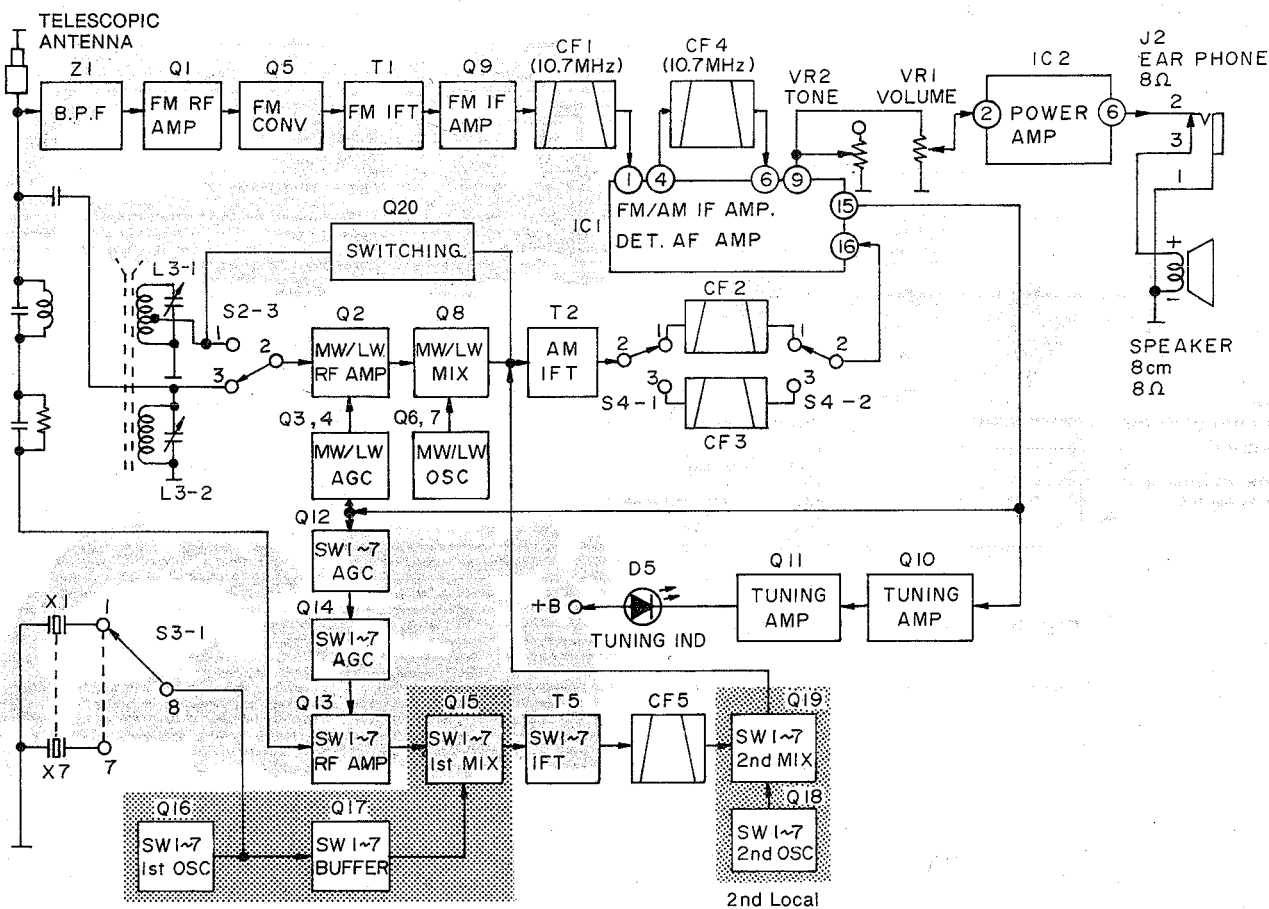 TELESCOPIC
ANTENNA
Z1
B.P.F
Q1
FM RF
AMP
Q5
FM
CONV
T1
FM IFT
Q9
FM IF
AMP
CF1
(10.7MHz)
CF4
(10.7MHz)
VR2
TONE
VR1
VOLUME
IC2
2
POWER
AMP
6
J2
EAR PHONE
8Ω
2
3
1
1
4
6
9
15
16
IC1
FM/AM IF AMP.
DET. AF AMP
Q20
SWITCHING
L3-1
S2-3
1
2
3
L3-2
Q2
MW/LW
RF AMP
Q8
MW/LW
MIX
T2
AM
IFT
2
1
3
S4-1
CF2
CF3
1
2
3
S4-2
+
-
SPEAKER
8cm
8Ω
Q3,4
MW/LW
AGC
Q6,7
MW/LW
OSC
Q12
SW1~7
AGC
Q14
SW1~7
AGC
+B
D5
TUNING IND
Q11
TUNING
AMP
Q10
TUNING
AMP
X1
1
S3-1
8
X7
7
Q13
SW1~7
RF AMP
Q15
SW1~7
1st MIX
T5
SW1~7
IFT
CF5
Q19
SW1~7
2nd MIX
Q16
SW1~7
1st OSC
Q17
SW1~7
BUFFER
Q18
SW1~7
2nd OSC
2nd Local